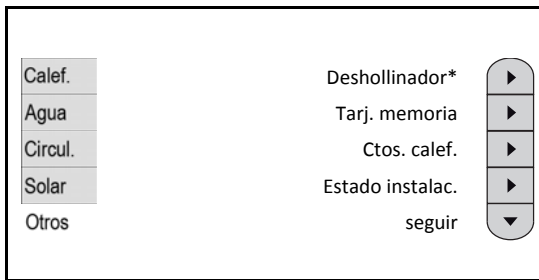 Calef. Deshollinador*
Agua Tarj. memoria
Circul. Ctos. calef.
Solar Estado instalac.
Otros seguir